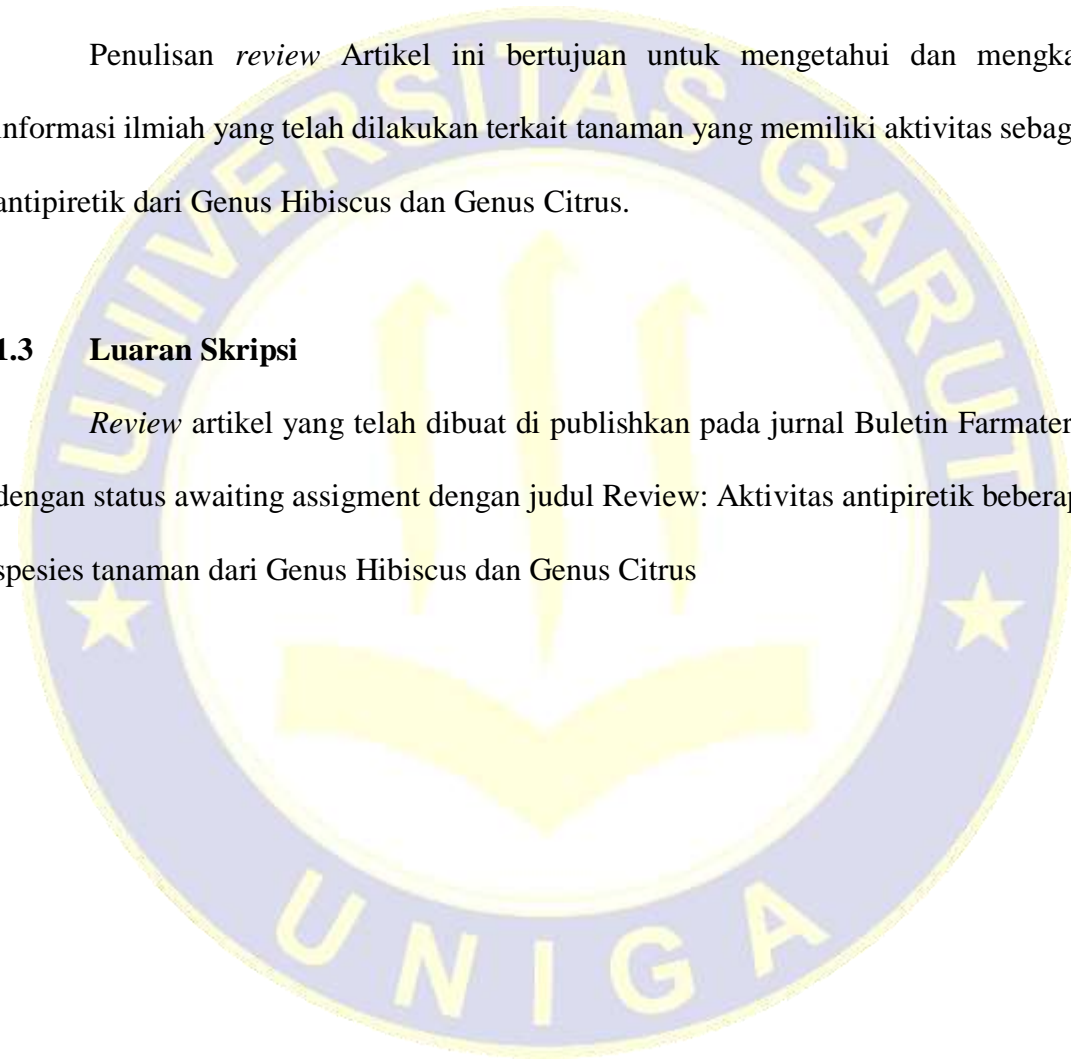 Penulisan review Artikel ini bertujuan untuk mengetahui dan mengka
informasi ilmiah yang telah dilakukan terkait tanaman yang memiliki aktivitas sebag
antipiretik dari Genus Hibiscus dan Genus Citrus.
1.3 Luaran Skripsi
Review artikel yang telah dibuat di publishkan pada jurnal Buletin Farmater
dengan status awaiting assigment dengan judul Review: Aktivitas antipiretik beberap
spesies tanaman dari Genus Hibiscus dan Genus Citrus
UNIVERSITAS GARUT
UNIGA